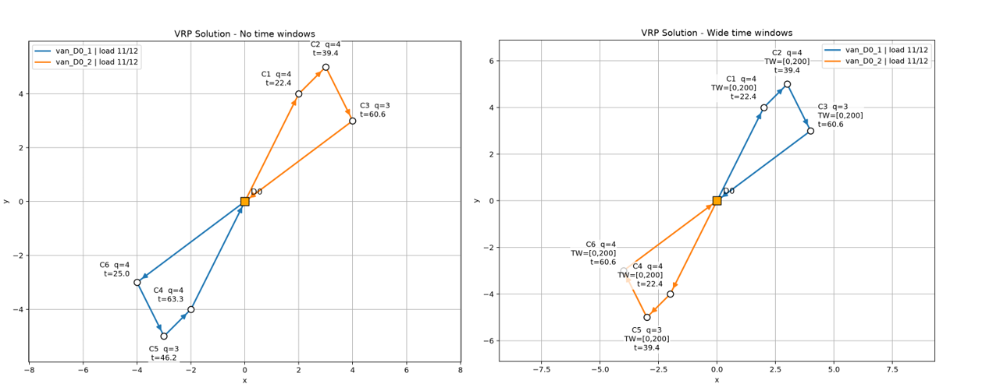 VRP Solution - No time windows
van_D0_1 | load 11/12
van_D0_2 | load 11/12
C2 q=4
t=39.4
C1 q=4
t=22.4
C3 q=3
t=60.6
D0
C6 q=4
t=25.0
C4 q=4
t=63.3
C5 q=3
t=46.2
4
2
0
−2
−4
y
−8
−6
−4
−2
0
2
4
6
8
x
VRP Solution - Wide time windows
van_D0_1 | load 11/12
van_D0_2 | load 11/12
C2 q=4
TW=[0,200]
t=39.4
C1 q=4
TW=[0,200]
t=22.4
C3 q=3
TW=[0,200]
t=60.6
D0
C6 q=4
TW=[0,200]
t=60.6
C4 q=4
TW=[0,200]
t=22.4
C5 q=3
TW=[0,200]
t=39.4
6
4
2
0
−2
−4
−6
y
−7.5
−5.0
−2.5
0.0
2.5
5.0
7.5
x